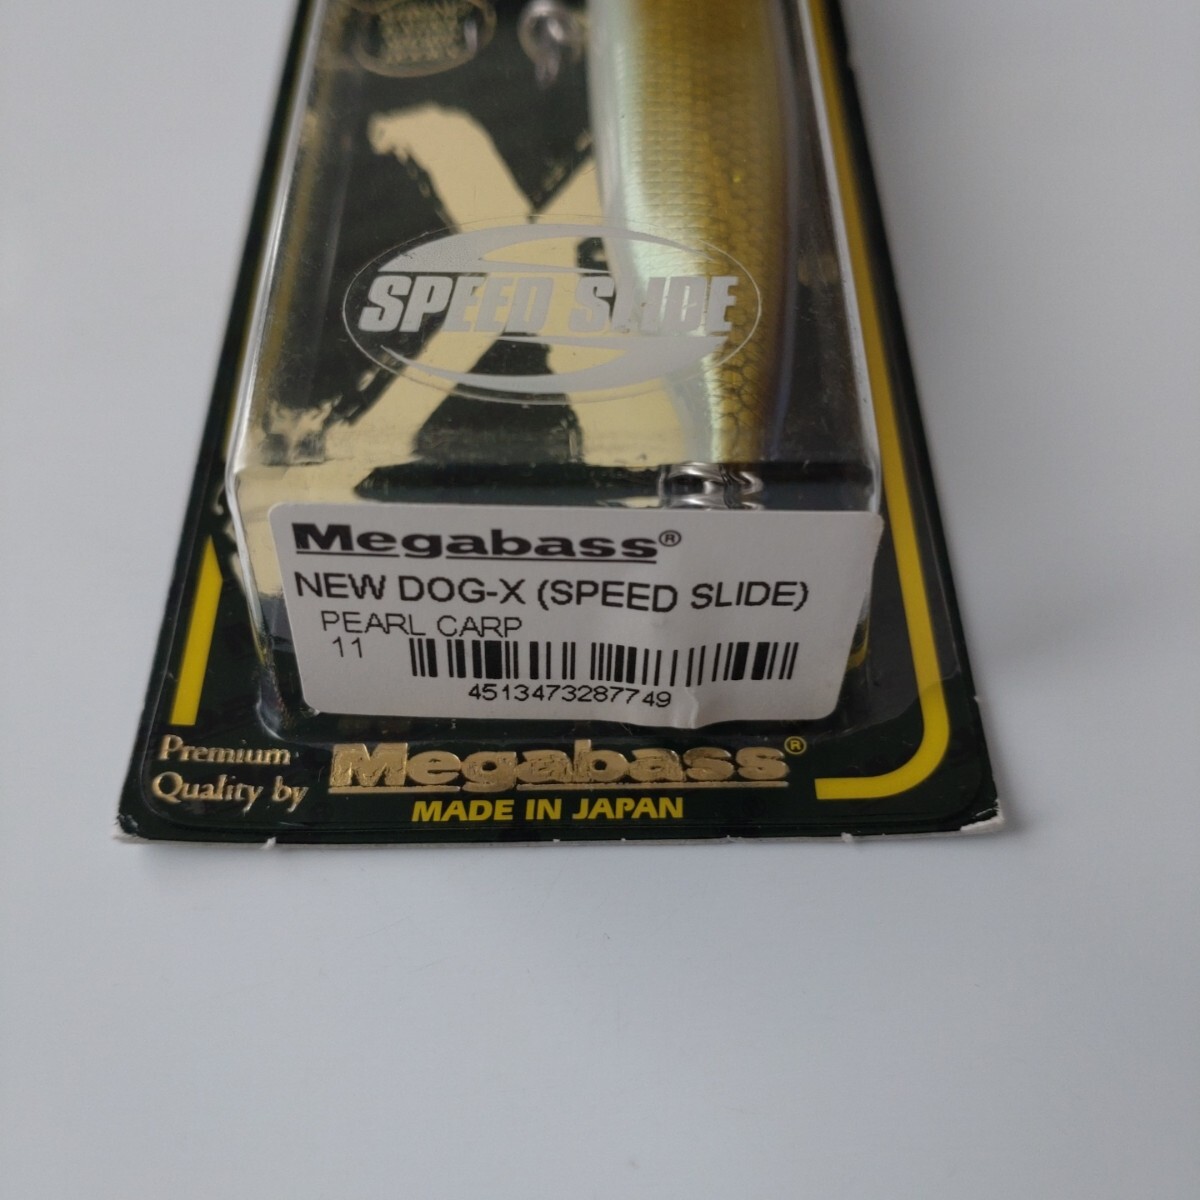 X
SPEED SLIDE
Megabass®
NEW DOG-X (SPEED SLIDE)
PEARL CARP
11
4513473287749
Premium
Quality by
Megabass®
MADE IN JAPAN